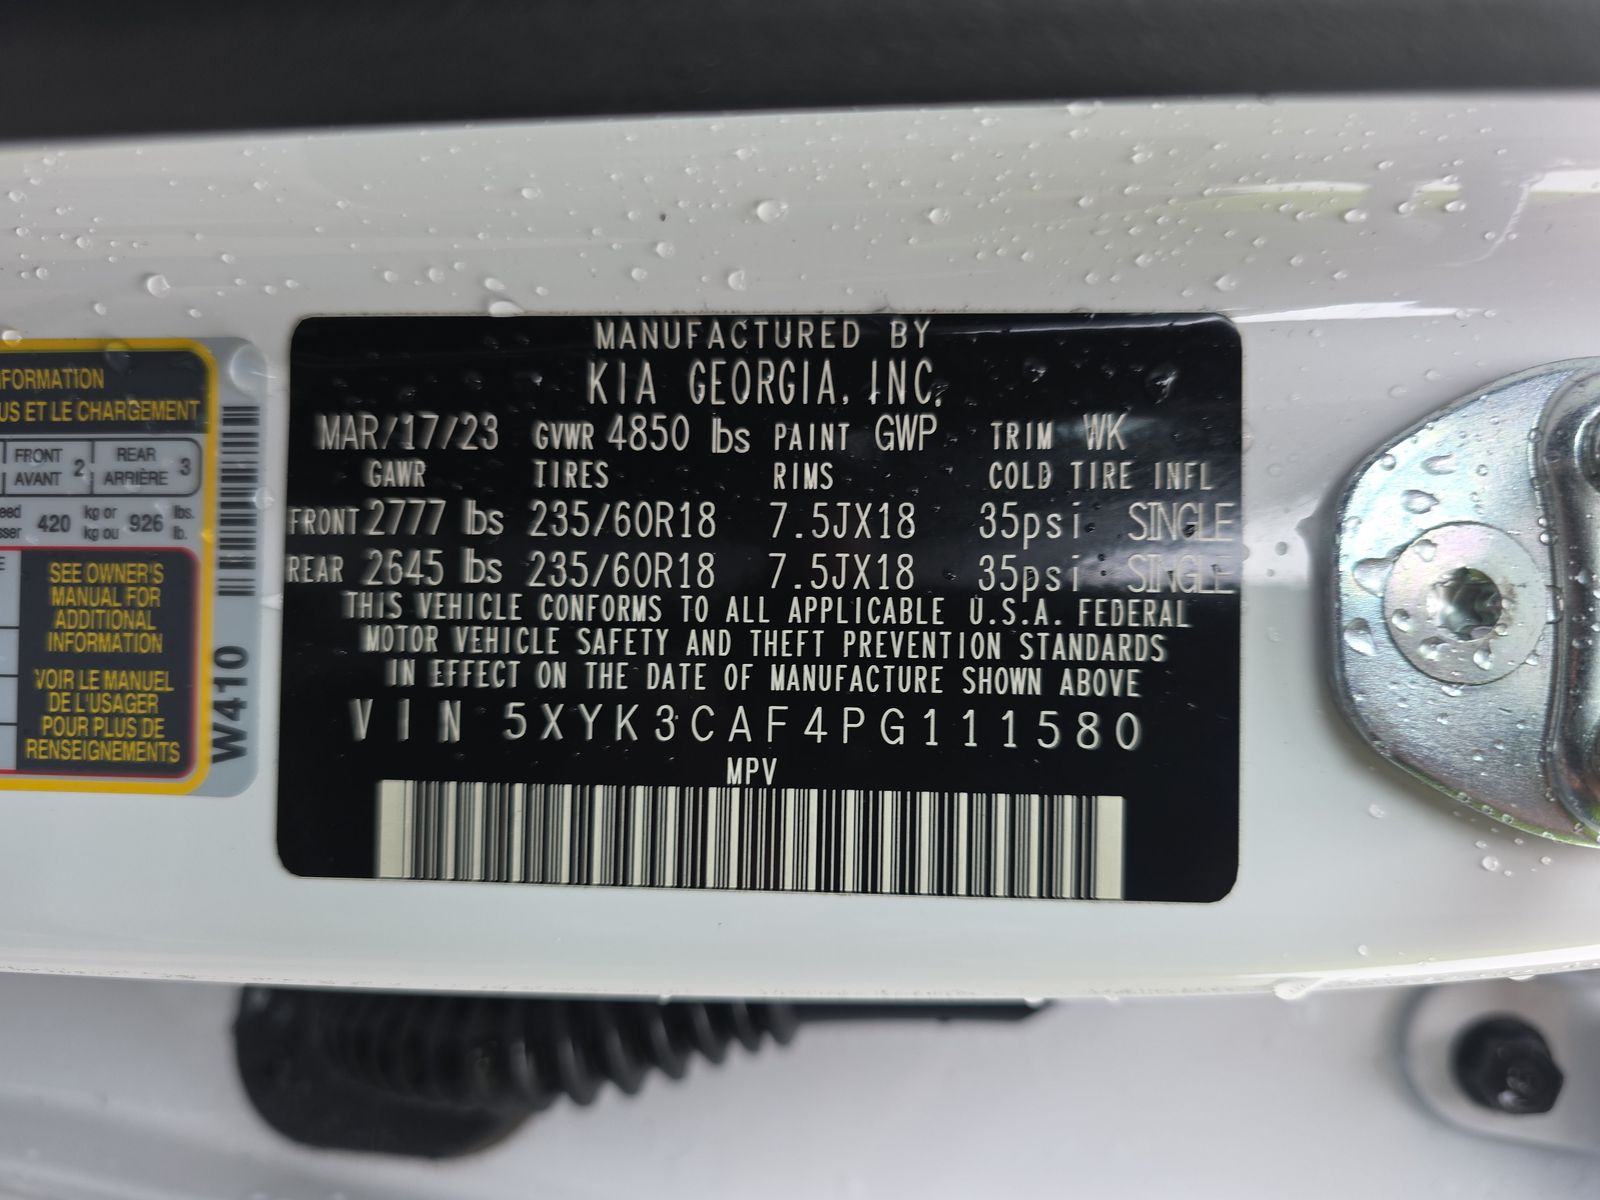 MANUFACTURED BY
KIA GEORGIA, INC.
MAR/17/23 GVWR 4850 lbs PAINT GWP TRIM WK
GAWR TIRES RIMS COLD TIRE INFL
FRONT 2777 lbs 235/60R18 7.5JX18 35psi SINGLE
REAR 2645 lbs 235/60R18 7.5JX18 35psi SINGLE
THIS VEHICLE CONFORMS TO ALL APPLICABLE U.S.A. FEDERAL
MOTOR VEHICLE SAFETY AND THEFT PREVENTION STANDARDS
IN EFFECT ON THE DATE OF MANUFACTURE SHOWN ABOVE
VIN 5XYK3CAF4PG111580
MPV
NFORMATION
US ET LE CHARGEMENT
FRONT
AVANT 2
REAR
ARRIÈRE 3
420 kg or
kg ou 926 lbs.
lb.
SEE OWNER'S
MANUAL FOR
ADDITIONAL
INFORMATION
VOIR LE MANUEL
DE L'USAGER
POUR PLUS DE
RENSEIGNEMENTS
W410